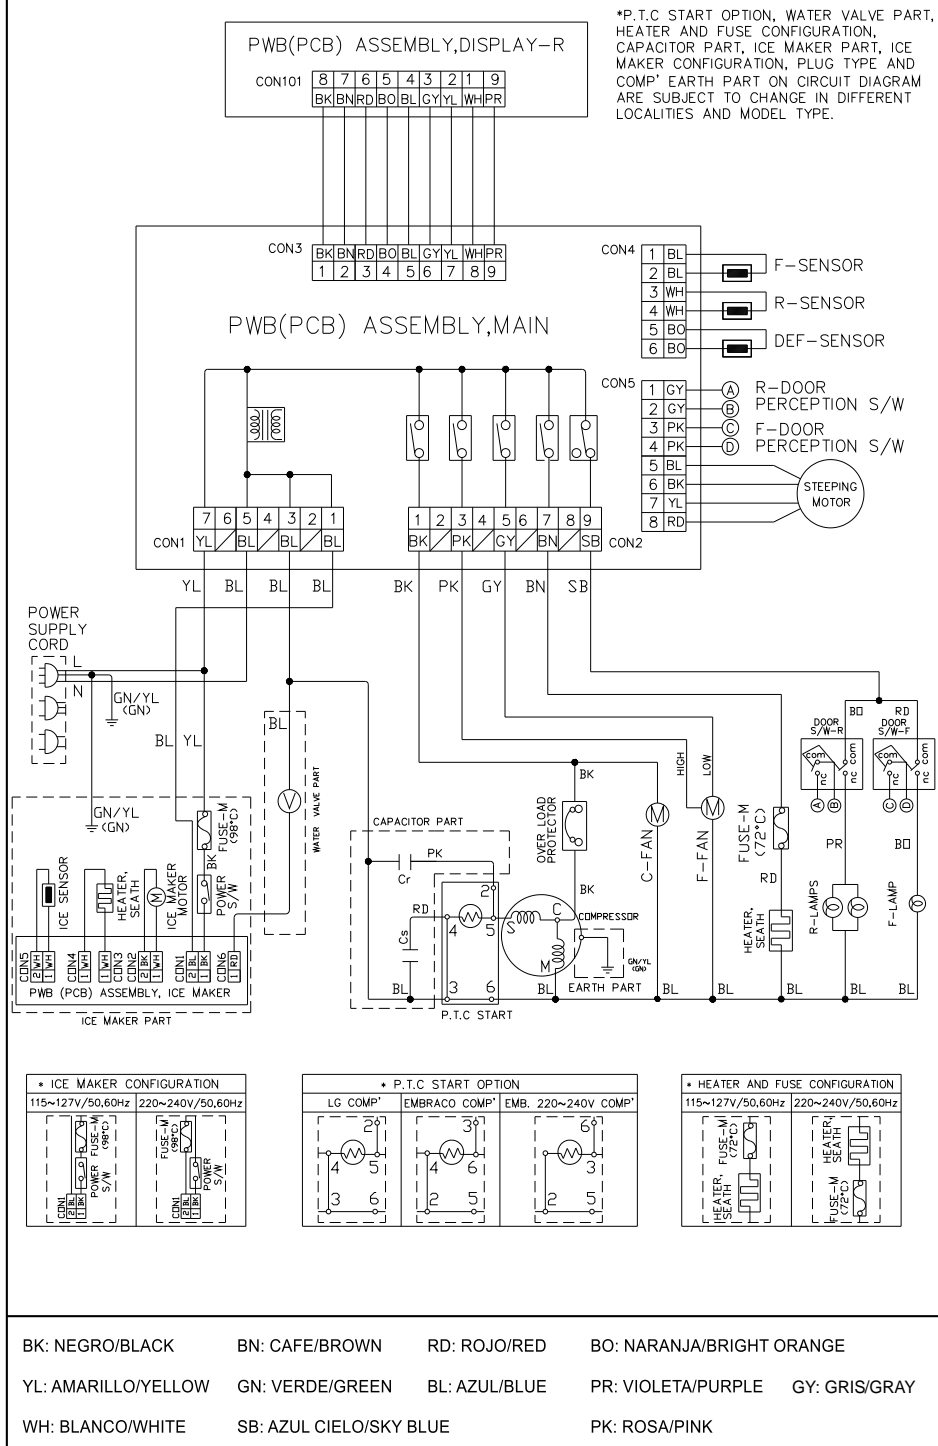 *P.T.C START OPTION, WATER VALVE PART,
HEATER AND FUSE CONFIGURATION,
CAPACITOR PART, ICE MAKER PART, ICE
MAKER CONFIGURATION, PLUG TYPE AND
COMP' EARTH PART ON CIRCUIT DIAGRAM
ARE SUBJECT TO CHANGE IN DIFFERENT
LOCALITIES AND MODEL TYPE.
PWB(PCB) ASSEMBLY,DISPLAY-R
CON101 8 7 6 5 4 3 2 1 9
BK BN RD BO BL GY YL WH PR
CON3 BK BN RD BO BL GY YL WH PR
1 2 3 4 5 6 7 8 9
PWB(PCB) ASSEMBLY,MAIN
CON4
1 BL
2 BL
F-SENSOR
3 WH
4 WH
R-SENSOR
5 BO
6 BO
DEF-SENSOR
CON5
1 GY A R-DOOR
2 GY B PERCEPTION S/W
3 PK C F-DOOR
4 PK D PERCEPTION S/W
5 BL
6 BK
7 YL
8 RD
STEEPING
MOTOR
7 6 5 4 3 2 1
CON1 YL BL BL BL
1 2 3 4 5 6 7 8 9
BK PK GY BN SB CON2
YL BL BL BL BK PK GY BN SB
POWER
SUPPLY
CORD
L
N
GN/YL
(GN)
BL YL
BL
WATER VALVE PART
V
GN/YL
(GN)
FUSE-M
(98°C)
BK
POWER
S/W
ICE SENSOR
HEATER,
SEATH
M
ICE MAKER
MOTOR
CON5 2 WH 1 WH
CON4 1 WH
1 WH CON3
CON2 2 BK 1 WH
CON1 2 BL 1 BK
CON6 1 RD
PWB (PCB) ASSEMBLY, ICE MAKER
ICE MAKER PART
CAPACITOR PART
PK
Cr
RD
Cs
BL
2
4 5
3 6
P.T.C START
BK
OVER LOAD
PROTECTOR
BK
S C M
COMPRESSOR
GN/YL
(GN)
EARTH PART
BL
M
C-FAN
BL
HIGH
LOW
M
F-FAN
BL
FUSE-M
(72°C)
RD
HEATER,
SEATH
BL
BO RD
DOOR
S/W-R
DOOR
S/W-F
com com
nc nc
com com
nc nc
A B C D
PR BO
R-LAMPS
F-LAMP
BL BL
* ICE MAKER CONFIGURATION
115~127V/50,60Hz 220~240V/50,60Hz
FUSE-M
(98°C)
POWER
S/W
CON1
2 BL
1 BK
FUSE-M
(98°C)
POWER
S/W
CON1
2 BL
1 BK
* P.T.C START OPTION
LG COMP' EMBRACO COMP' EMB. 220~240V COMP'
2 3 6
4 5 4 6 3
3 6 2 5 2 5
* HEATER AND FUSE CONFIGURATION
115~127V/50,60Hz 220~240V/50,60Hz
FUSE-M
(72°C)
HEATER,
SEATH
HEATER,
SEATH
FUSE-M
(72°C)
BK: NEGRO/BLACK BN: CAFE/BROWN RD: ROJO/RED BO: NARANJA/BRIGHT ORANGE
YL: AMARILLO/YELLOW GN: VERDE/GREEN BL: AZUL/BLUE PR: VIOLETA/PURPLE GY: GRIS/GRAY
WH: BLANCO/WHITE SB: AZUL CIELO/SKY BLUE PK: ROSA/PINK